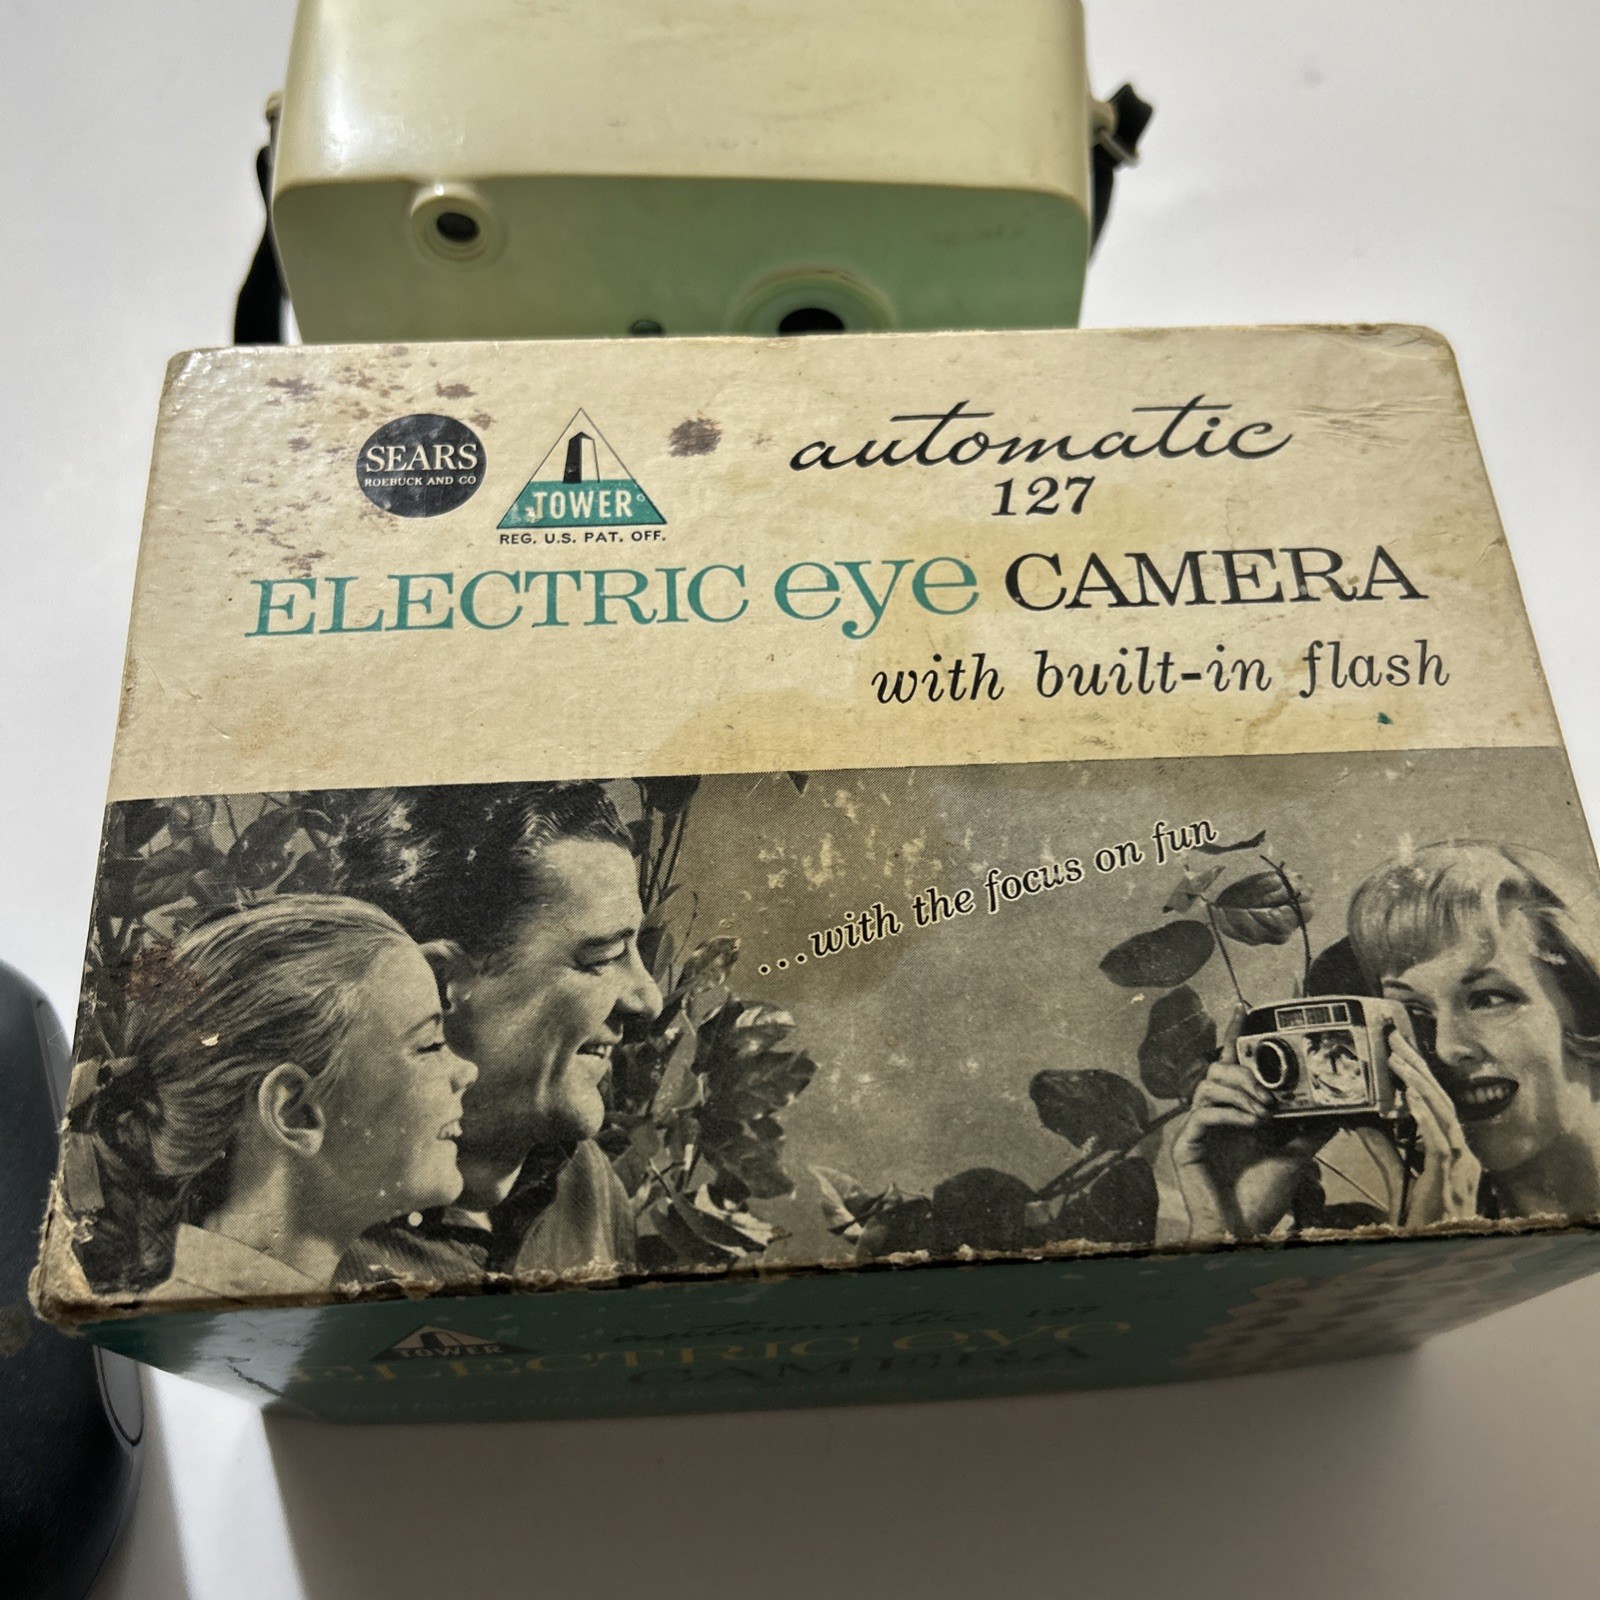 SEARS
ROEBUCK AND CO
TOWER
REG. U.S. PAT. OFF.
automatic
127
ELECTRIC eye CAMERA
with built-in flash
...with the focus on fun
automatic 127
TOWER
ELECTRIC eye
CAMERA